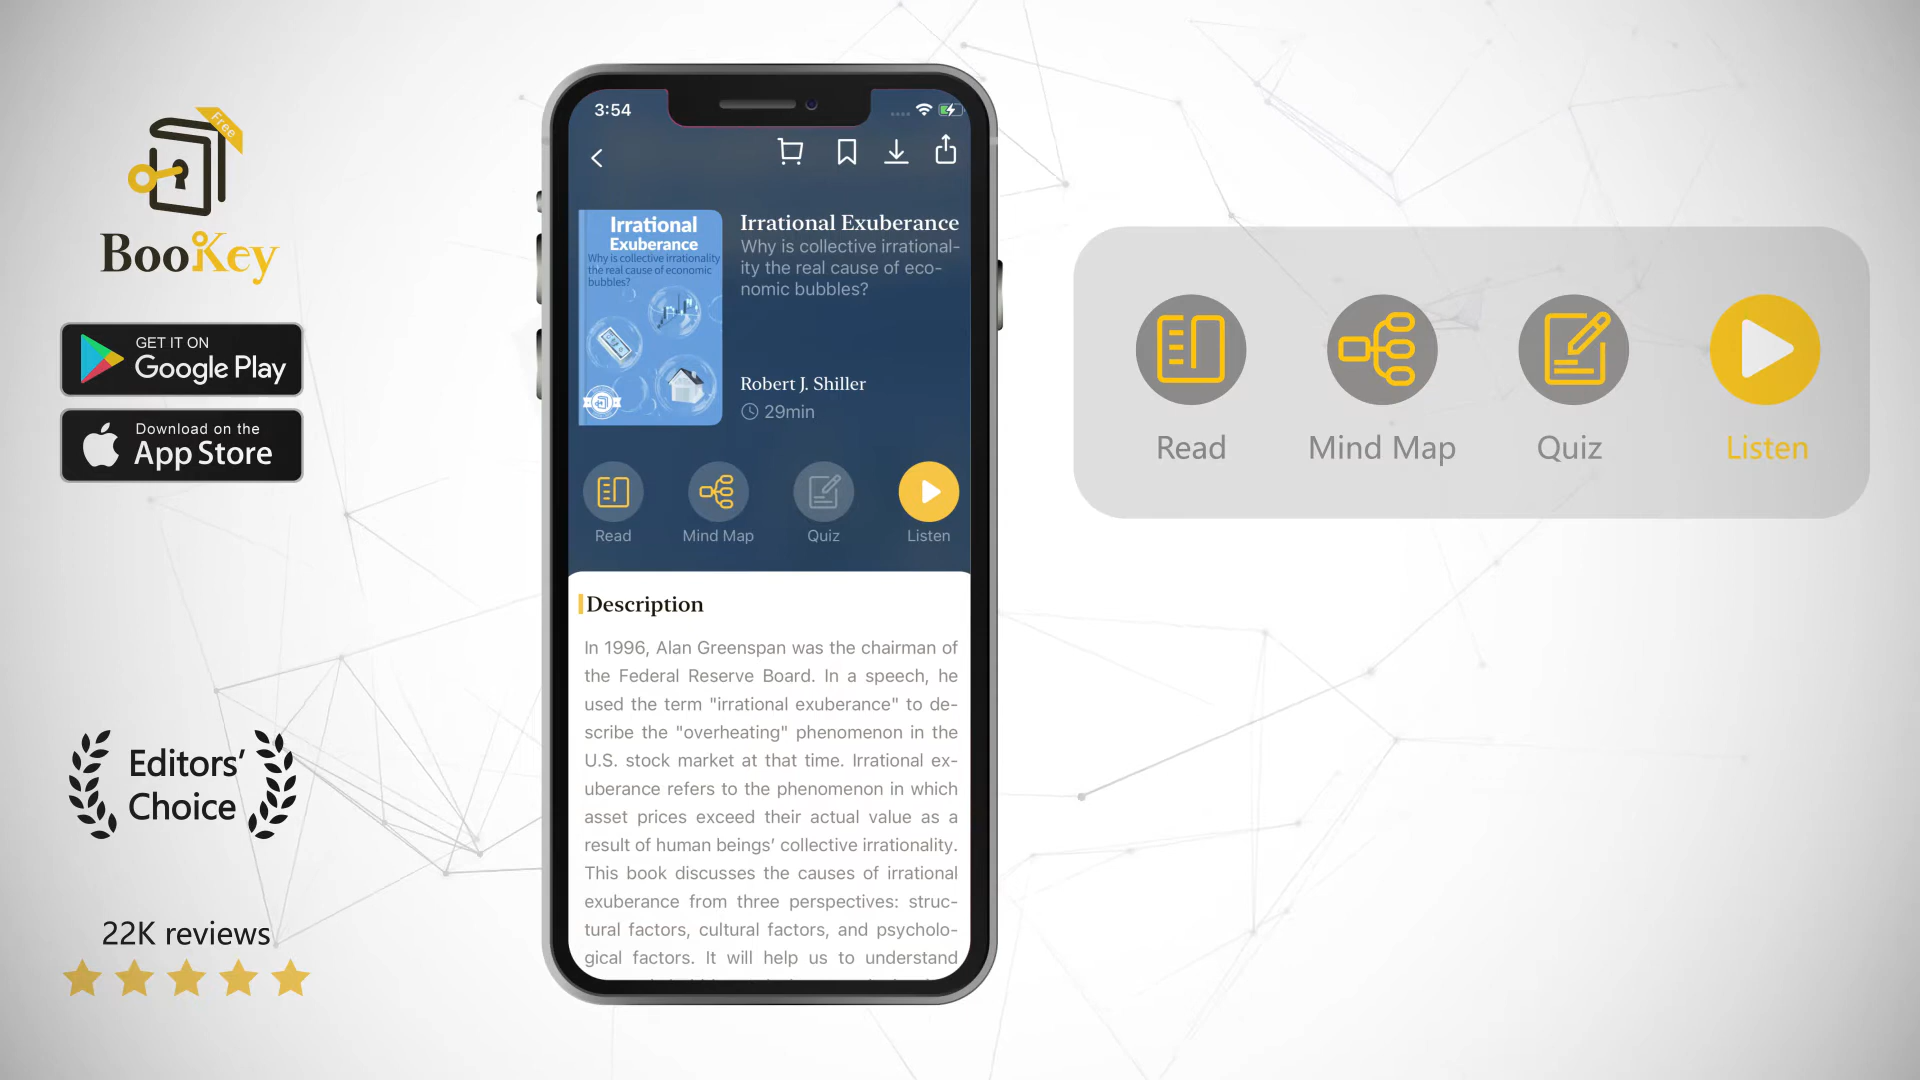 Free
BooKey
GET IT ON
Google Play
Download on the
App Store
Editors’
Choice
22K reviews
3:54
Irrational
Exuberance
Why is collective irrationality
the real cause of economic
bubbles?
Irrational Exuberance
Why is collective irrational-
ity the real cause of eco-
nomic bubbles?
Robert J. Shiller
29min
Read
Mind Map
Quiz
Listen
Description
In 1996, Alan Greenspan was the chairman of
the Federal Reserve Board. In a speech, he
used the term "irrational exuberance" to de-
scribe the "overheating" phenomenon in the
U.S. stock market at that time. Irrational ex-
uberance refers to the phenomenon in which
asset prices exceed their actual value as a
result of human beings’ collective irrationality.
This book discusses the causes of irrational
exuberance from three perspectives: struc-
tural factors, cultural factors, and psycholo-
gical factors. It will help us to understand
Read
Mind Map
Quiz
Listen